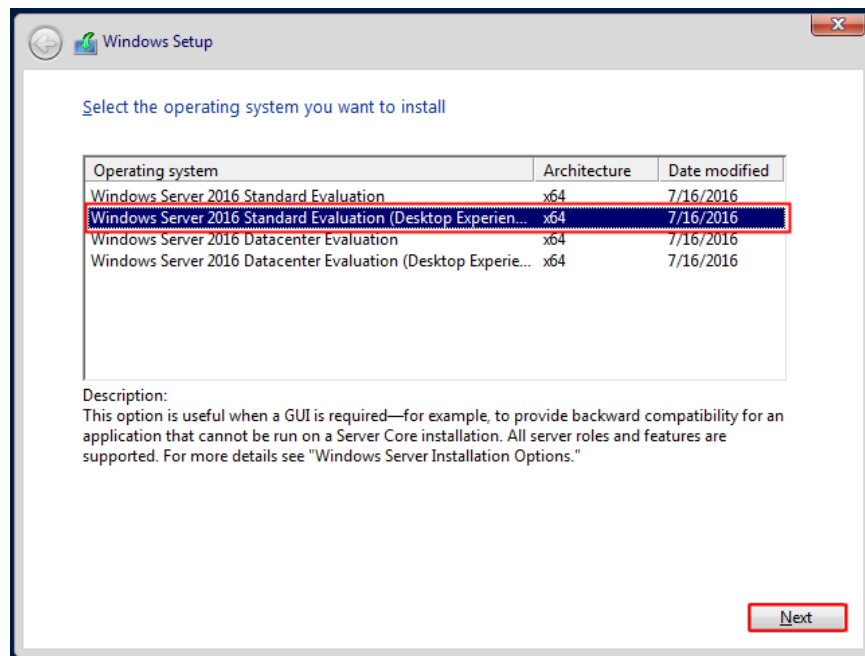 Windows Setup
Select the operating system you want to install
Operating system Architecture Date modified
Windows Server 2016 Standard Evaluation x64 7/16/2016
Windows Server 2016 Standard Evaluation (Desktop Experien... x64 7/16/2016
Windows Server 2016 Datacenter Evaluation x64 7/16/2016
Windows Server 2016 Datacenter Evaluation (Desktop Experie... x64 7/16/2016
Description:
This option is useful when a GUI is required—for example, to provide backward compatibility for an
application that cannot be run on a Server Core installation. All server roles and features are
supported. For more details see "Windows Server Installation Options."
Next